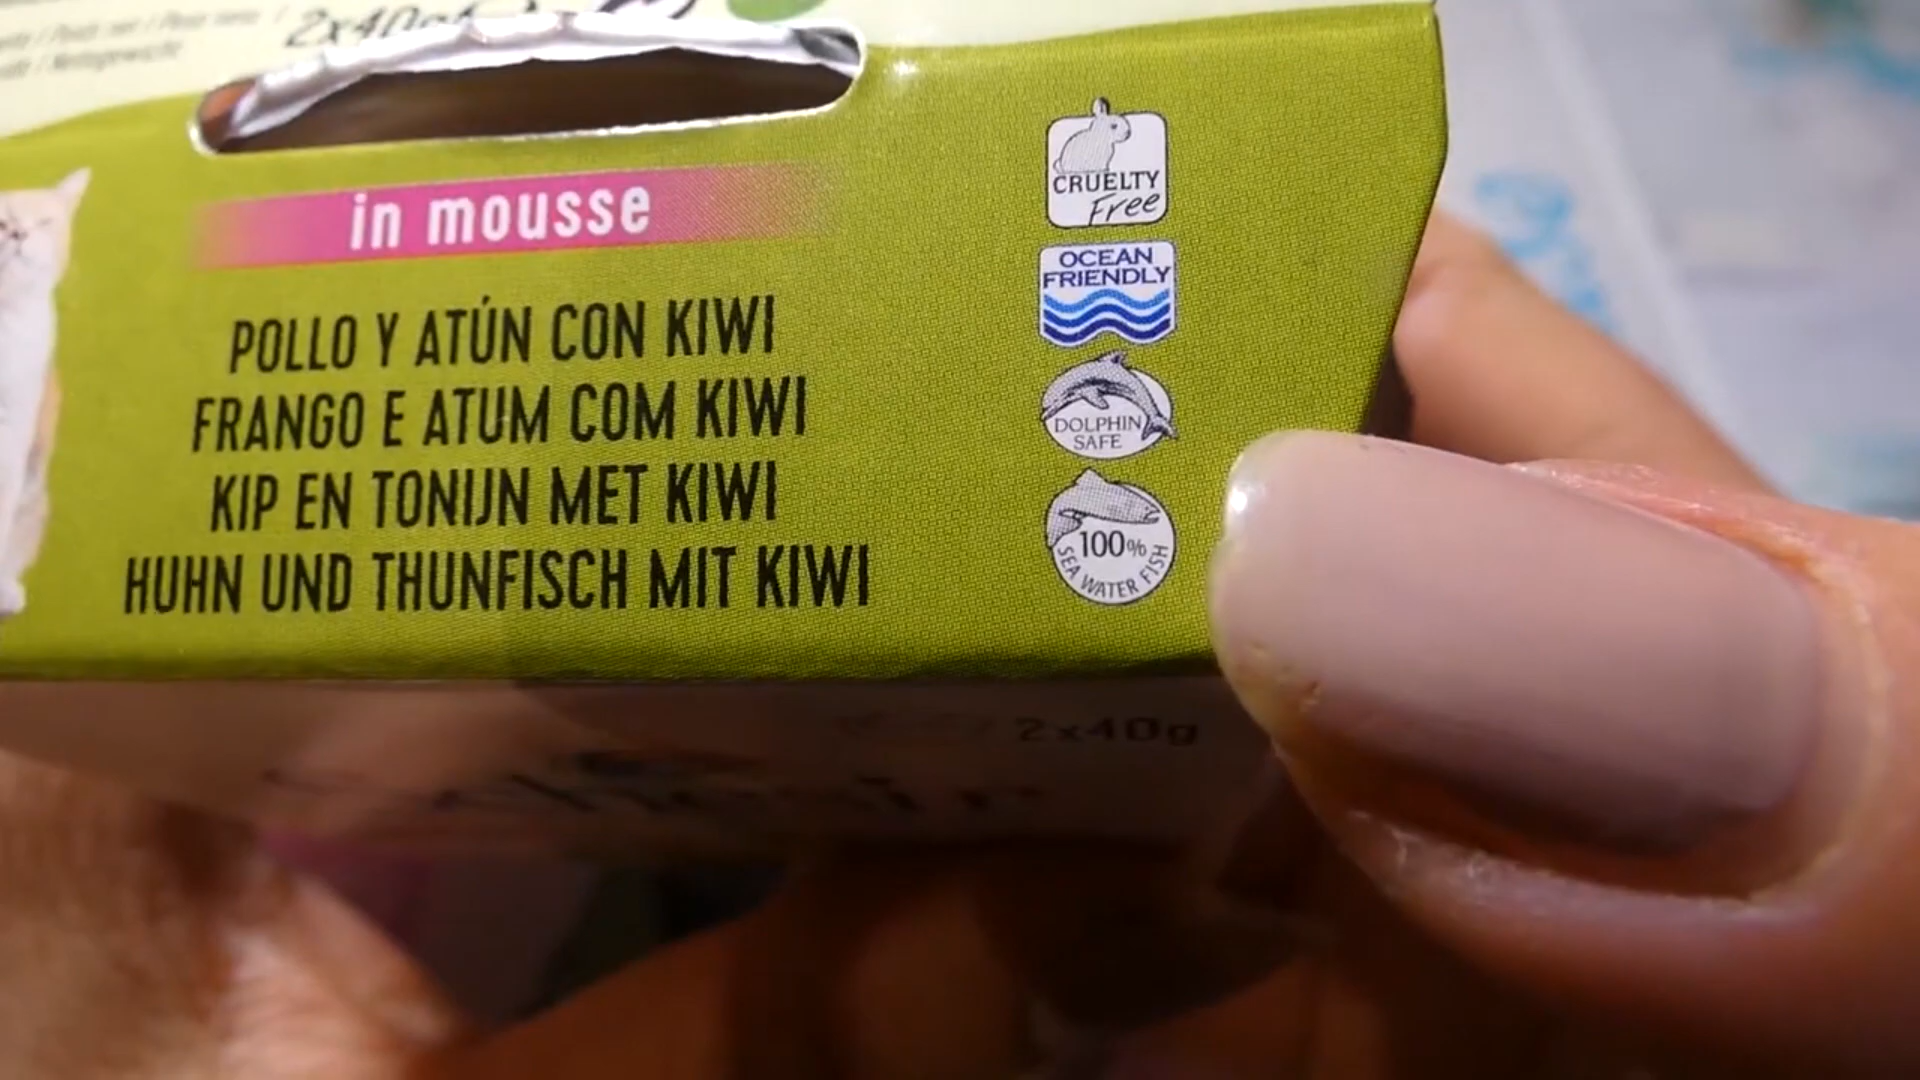 2x40g
in mousse
POLLO Y ATÚN CON KIWI
FRANGO E ATUM COM KIWI
KIP EN TONIJN MET KIWI
HUHN UND THUNFISCH MIT KIWI
CRUELTY
Free
OCEAN
FRIENDLY
DOLPHIN
SAFE
100%
SEA WATER FISH
2x40g